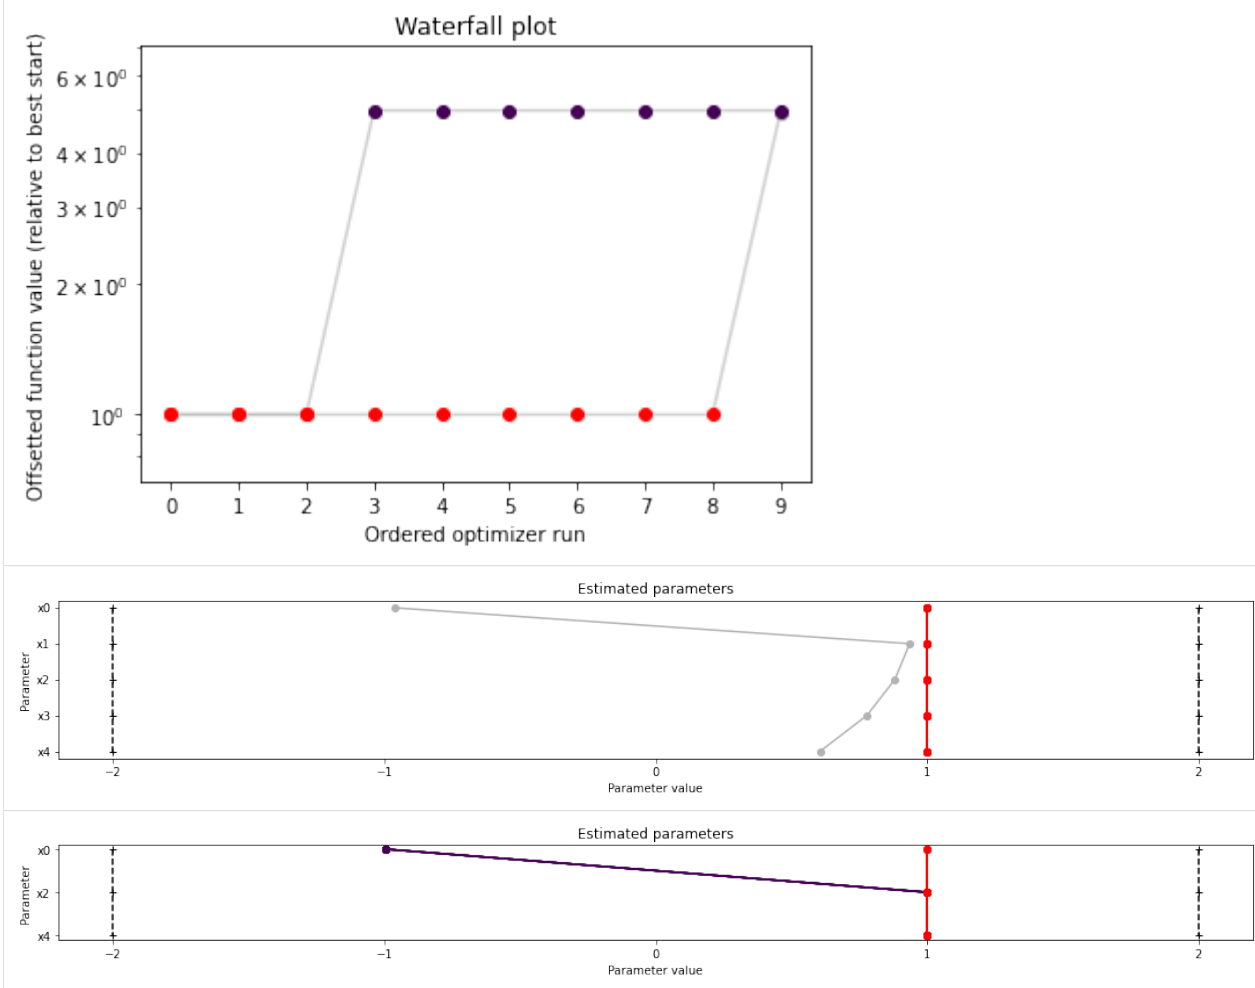 Waterfall plot
Offsetted function value (relative to best start)
6 × 10⁰
4 × 10⁰
3 × 10⁰
2 × 10⁰
10⁰
0 1 2 3 4 5 6 7 8 9
Ordered optimizer run
Estimated parameters
Parameter
x0
x1
x2
x3
x4
−2 −1 0 1 2
Parameter value
Estimated parameters
Parameter
x0
x2
x4
−2 −1 0 1 2
Parameter value